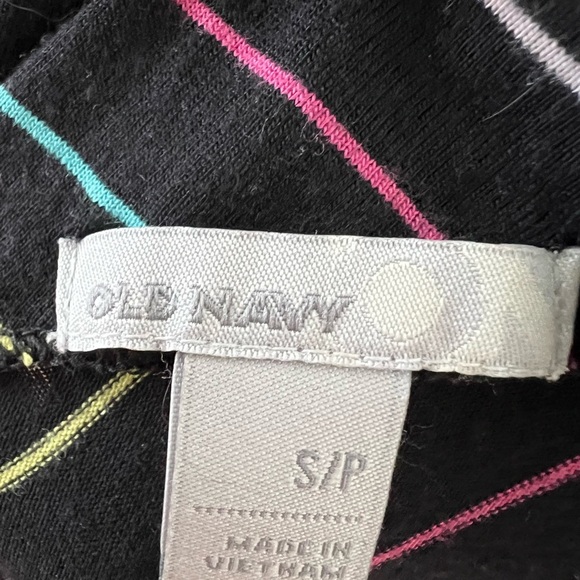 OLD NAVY
S/P
MADE IN
VIETNAM